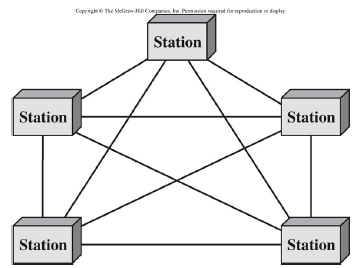 Copyright © The McGraw-Hill Companies, Inc. Permission required for reproduction or display.
Station
Station
Station
Station
Station